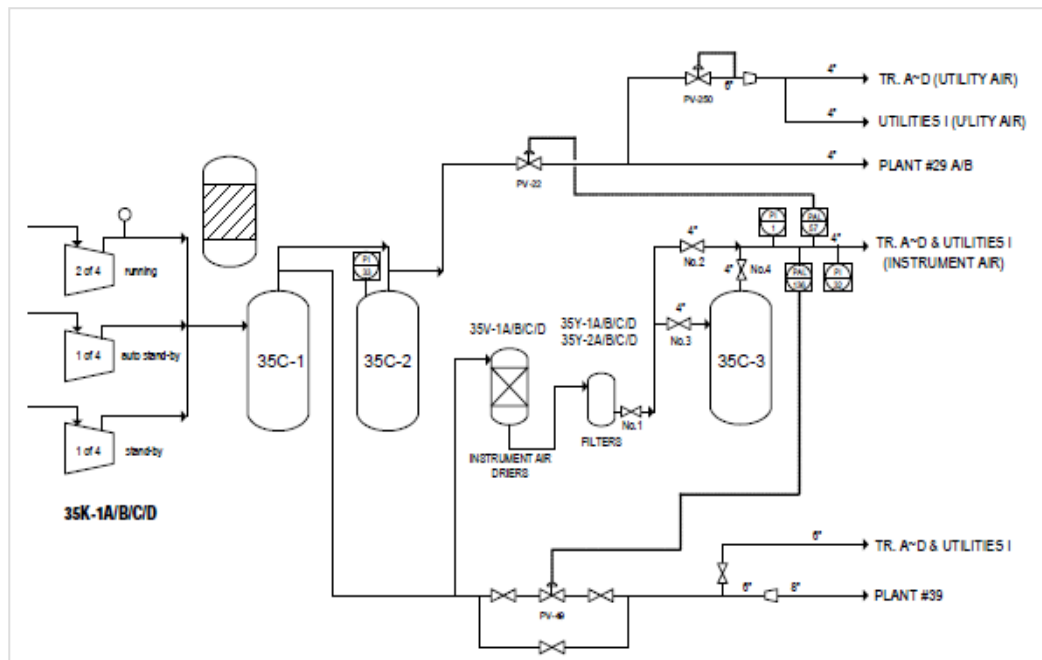 4"
TR. A~D (UTILITY AIR)
PV-250
6"
4"
UTILITIES I (U'LITY AIR)
4"
PLANT #29 A/B
PV-22
PI
1
PAL
57
4"
TR. A~D & UTILITIES I
(INSTRUMENT AIR)
2 of 4
running
PI
33
4"
No.2
4"
No.4
PAL
PI
1 of 4
auto stand-by
35C-1
35C-2
35V-1A/B/C/D
35Y-1A/B/C/D
35Y-2A/B/C/D
4"
No.3
35C-3
1 of 4
stand-by
No.1
INSTRUMENT AIR
DRIERS
FILTERS
35K-1A/B/C/D
6"
TR. A~D & UTILITIES I
6"
8"
PLANT #39
PV-49